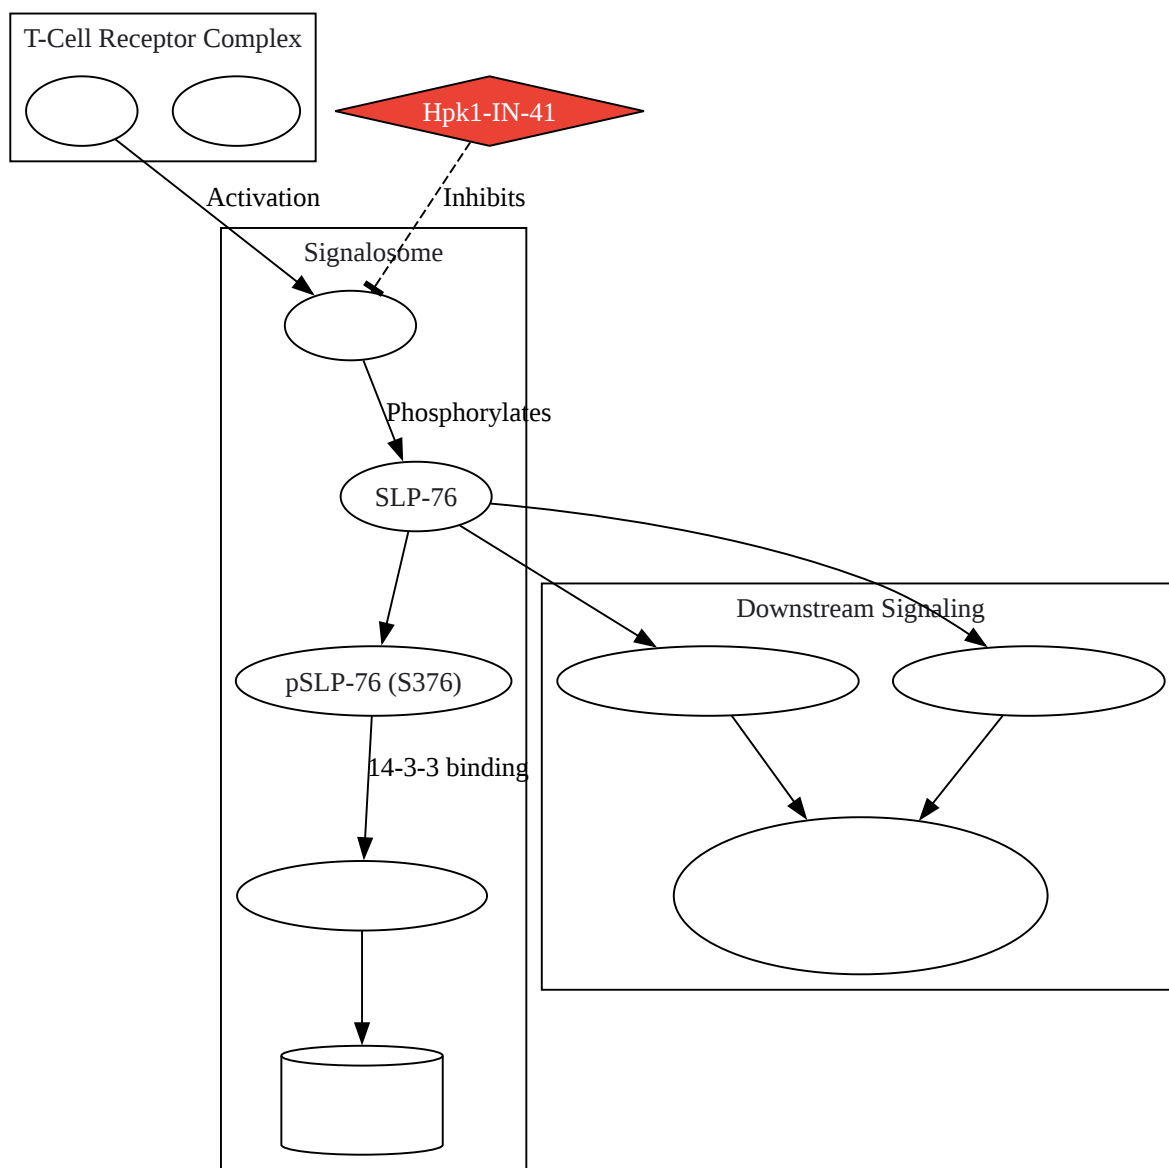 T-Cell Receptor Complex
Hpk1-IN-41
Activation
Inhibits
Signalosome
Phosphorylates
SLP-76
Downstream Signaling
pSLP-76 (S376)
14-3-3 binding